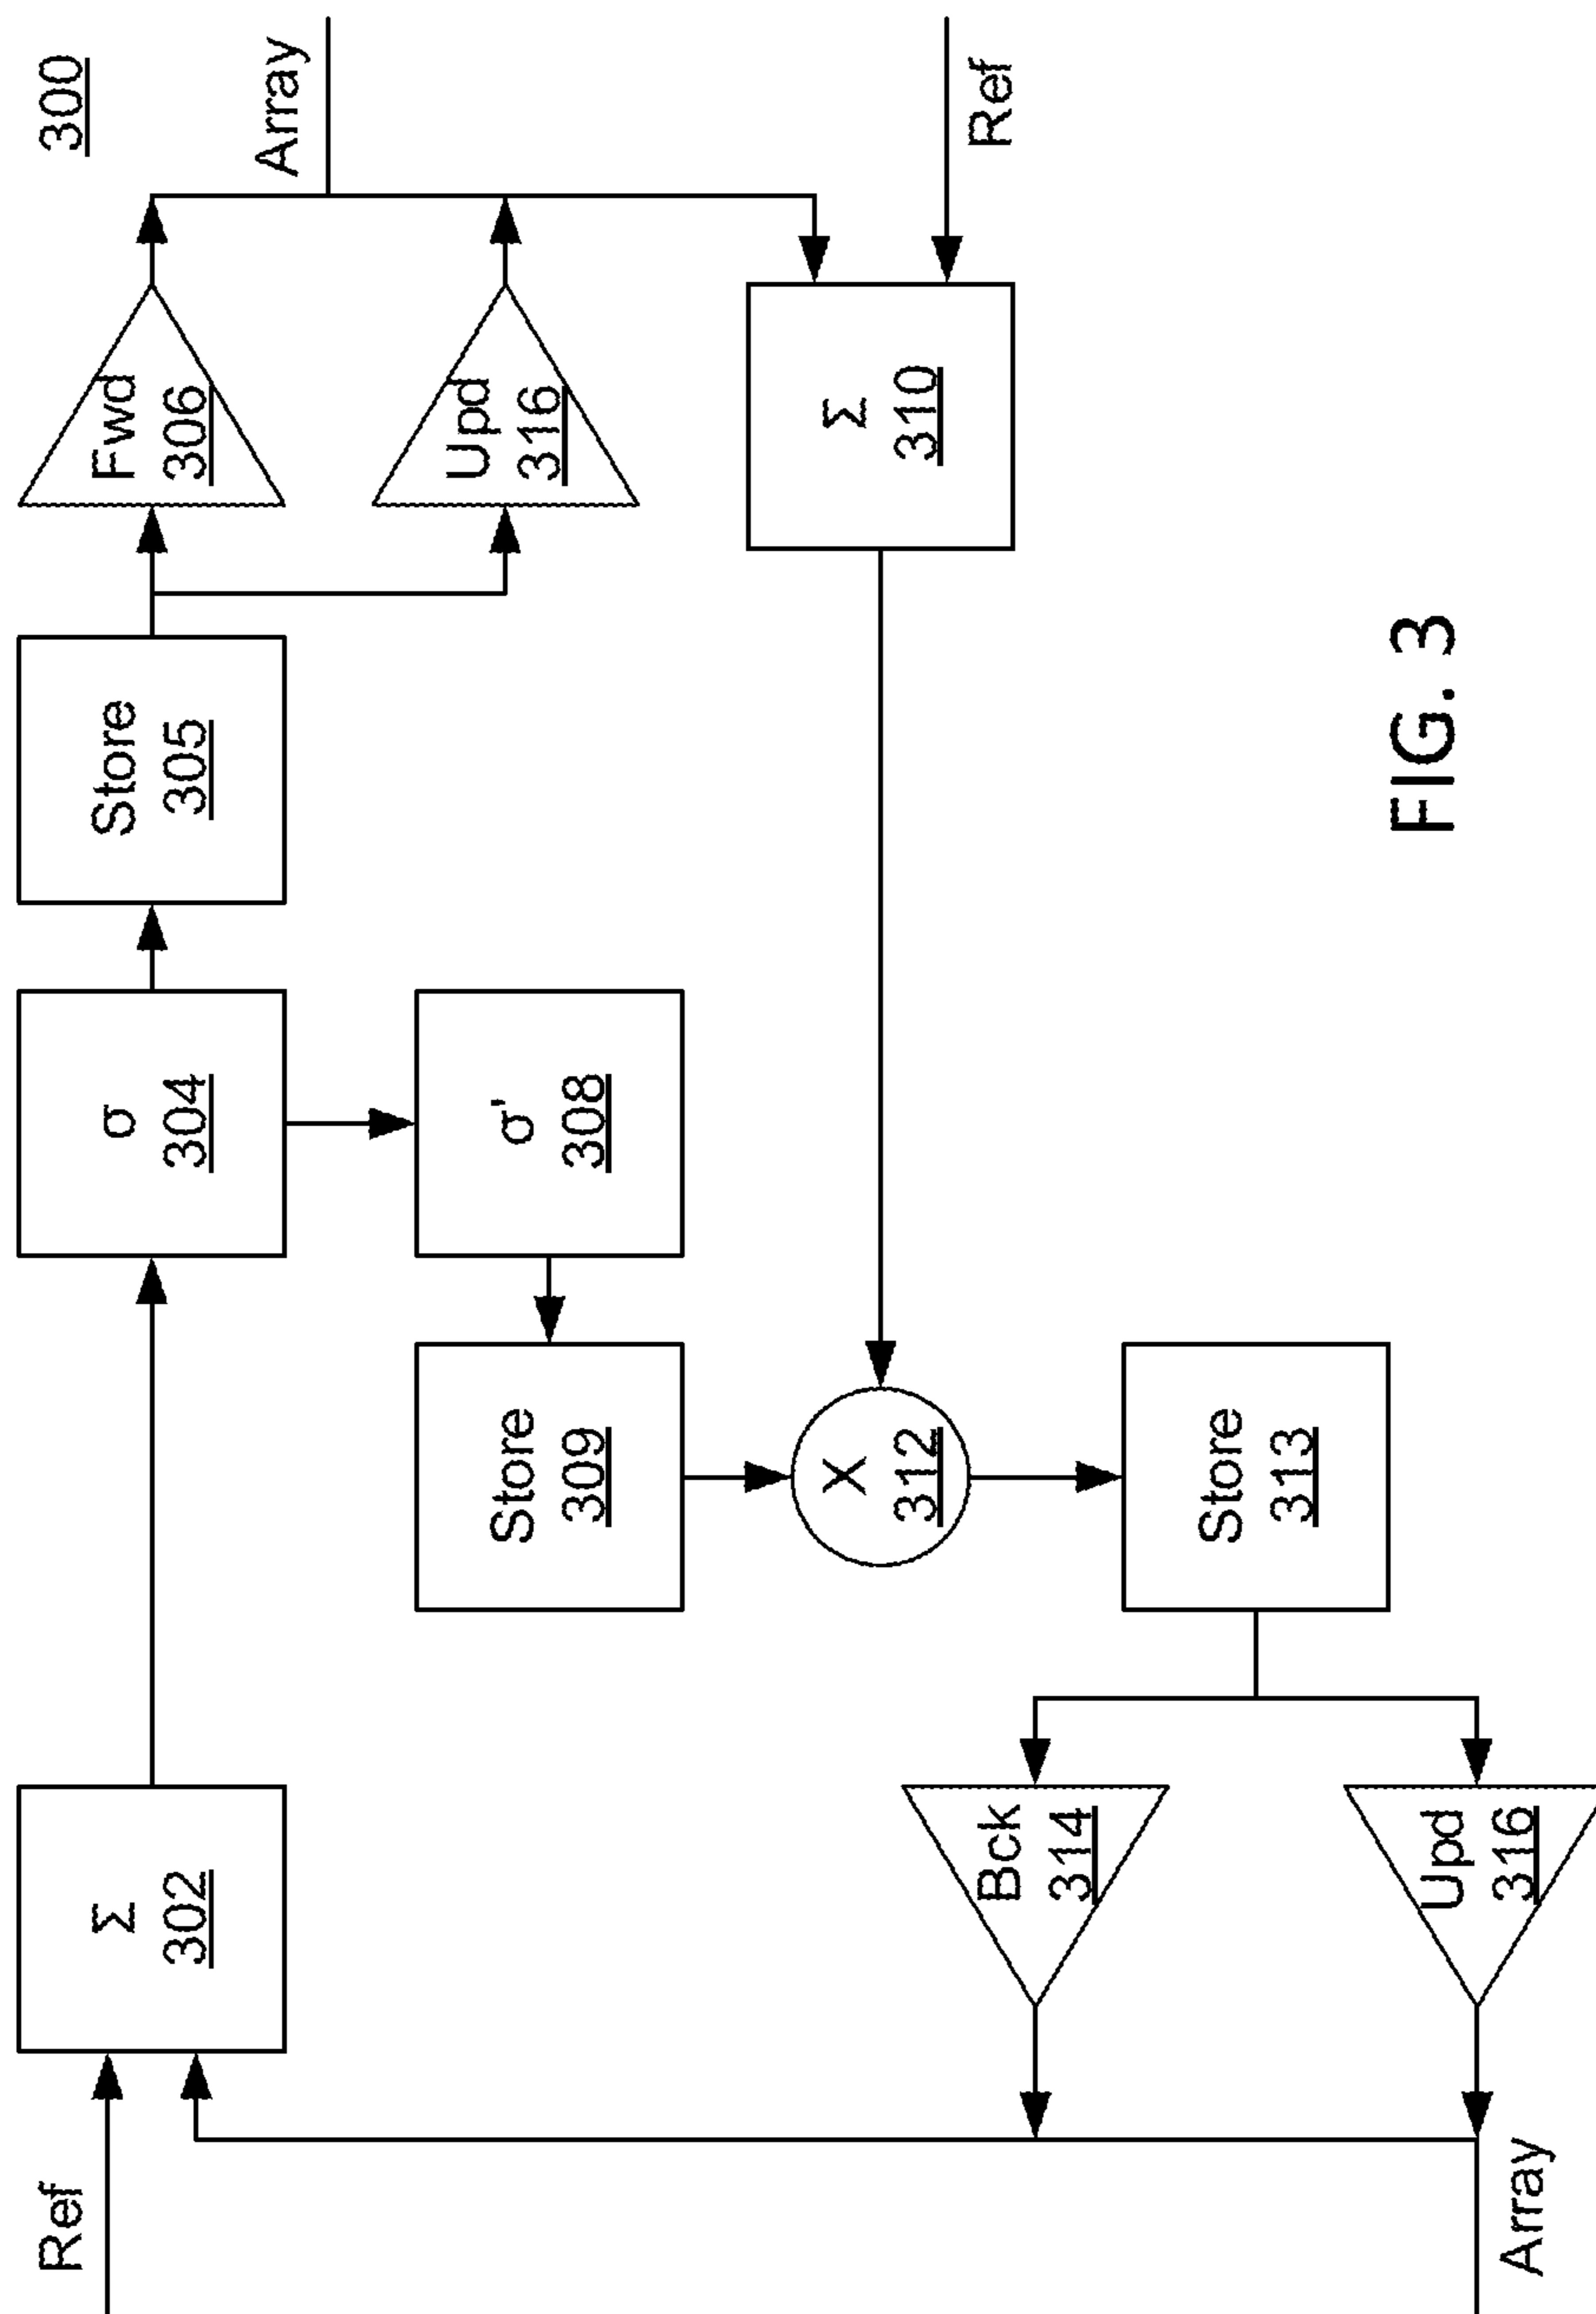 300
Ref
Σ
302
σ
304
Store
305
Fwd
306
Array
σ'
308
Store
309
Upd
316
Σ
310
Ref
X
312
Bck
314
Store
313
Upd
316
Array
FIG. 3